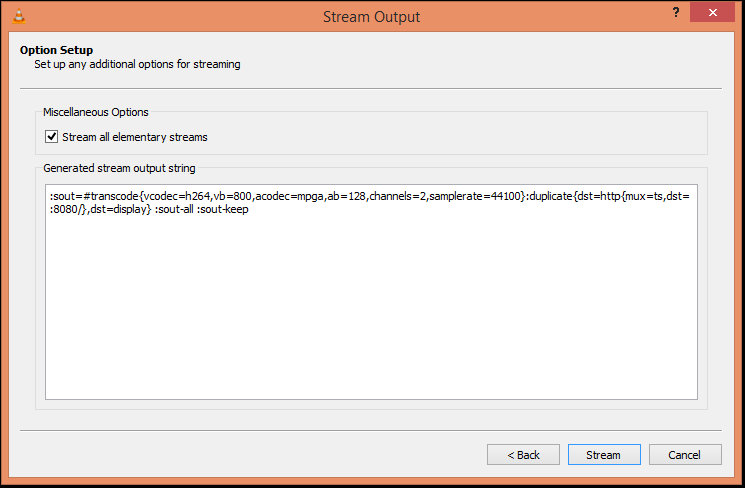 Stream Output
?
Option Setup
Set up any additional options for streaming
Miscellaneous Options
Stream all elementary streams
Generated stream output string
:sout=#transcode{vcodec=h264,vb=800,acodec=mpga,ab=128,channels=2,samplerate=44100}:duplicate{dst=http{mux=ts,dst=
:8080/},dst=display} :sout-all :sout-keep
< Back
Stream
Cancel